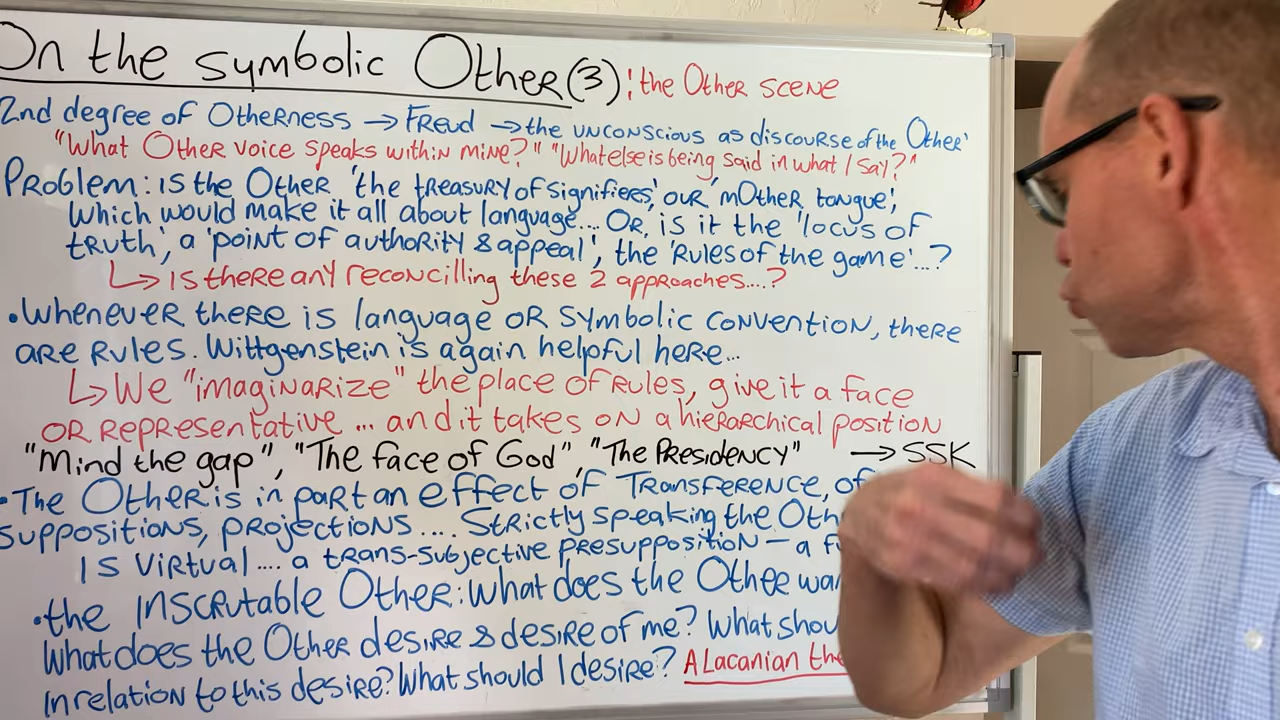 On the symbolic Other (3): the Other scene
2nd degree of Otherness → Freud → the unconscious as discourse of the Other'
"What Other voice speaks within mine?" "What else is being said in what I say?"
Problem: is the Other 'the treasury of signifiers', our 'mOther tongue',
which would make it all about language.... Or, is it the 'locus of
truth', a 'point of authority & appeal', the 'Rules of the game'...?
↳ Is there any reconcilling these 2 approaches....?
•Whenever there is language or symbolic convention, there
are rules. Wittgenstein is again helpful here...
↳ We "imaginarize" the place of rules, give it a face
or representative ... and it takes on a hierarchical position
"Mind the gap", "The face of God", "The Presidency" → SSK
•The Other is in part an effect of Transference, of
suppositions, projections .... Strictly speaking the Oth
is virtual .... a trans-subjective presupposition — a f
•the inscrutable Other: What does the Other wan
What does the Other desire & desire of me? What shou
in relation to this desire? What should I desire? A Lacanian the